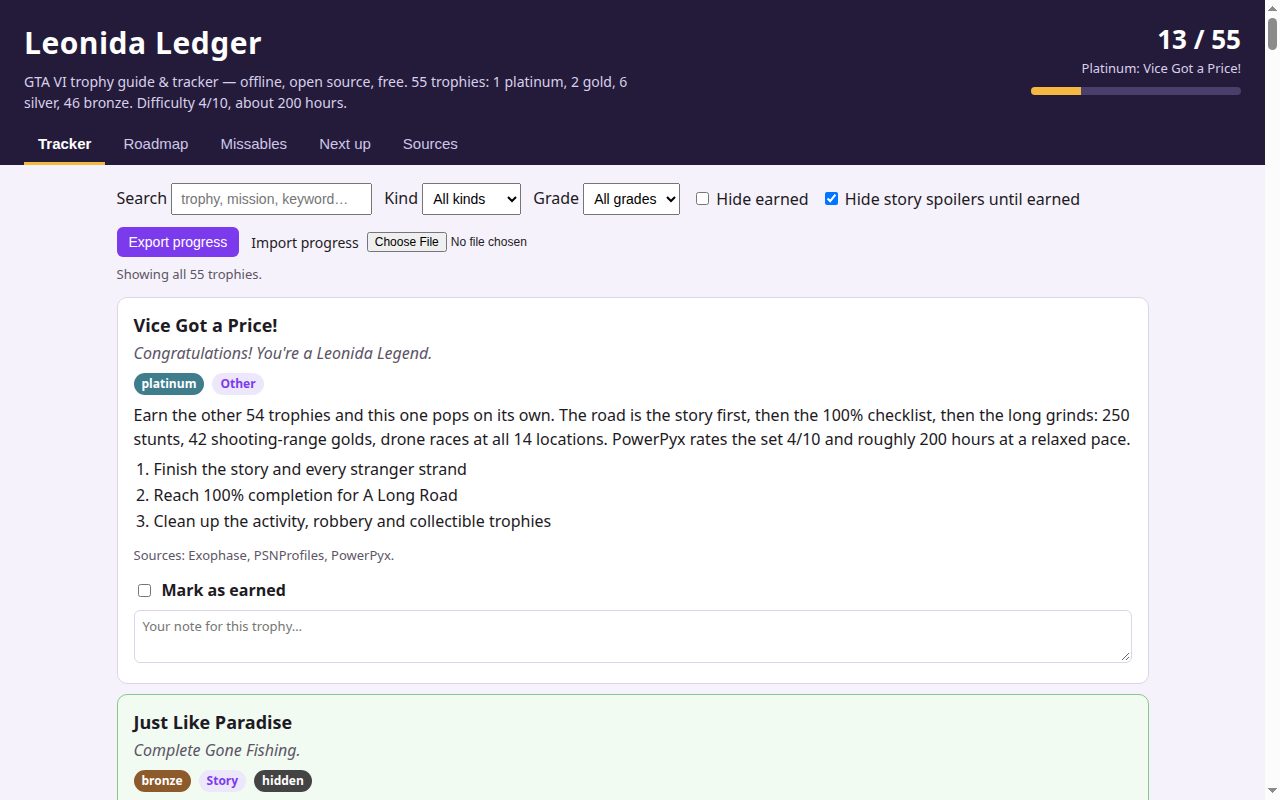 Leonida Ledger
GTA VI trophy guide & tracker — offline, open source, free. 55 trophies: 1 platinum, 2 gold, 6
silver, 46 bronze. Difficulty 4/10, about 200 hours.
13 / 55
Platinum: Vice Got a Price!
Tracker Roadmap Missables Next up Sources
Search trophy, mission, keyword… Kind All kinds Grade All grades Hide earned Hide story spoilers until earned
Export progress Import progress Choose File No file chosen
Showing all 55 trophies.
Vice Got a Price!
Congratulations! You're a Leonida Legend.
platinum Other
Earn the other 54 trophies and this one pops on its own. The road is the story first, then the 100% checklist, then the long grinds: 250
stunts, 42 shooting-range golds, drone races at all 14 locations. PowerPyx rates the set 4/10 and roughly 200 hours at a relaxed pace.
1. Finish the story and every stranger strand
2. Reach 100% completion for A Long Road
3. Clean up the activity, robbery and collectible trophies
Sources: Exophase, PSNProfiles, PowerPyx.
Mark as earned
Your note for this trophy…
Just Like Paradise
Complete Gone Fishing.
bronze Story hidden